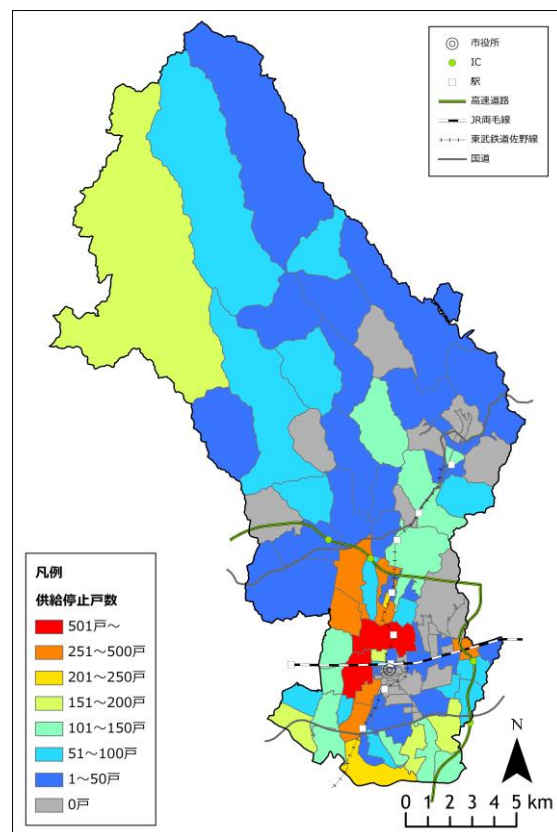 市役所
IC
駅
高速道路
JR両毛線
東武鉄道佐野線
国道
凡例
供給停止戸数
501戸～
251～500戸
201～250戸
151～200戸
101～150戸
51～100戸
1～50戸
0戸
N
0 1 2 3 4 5 km